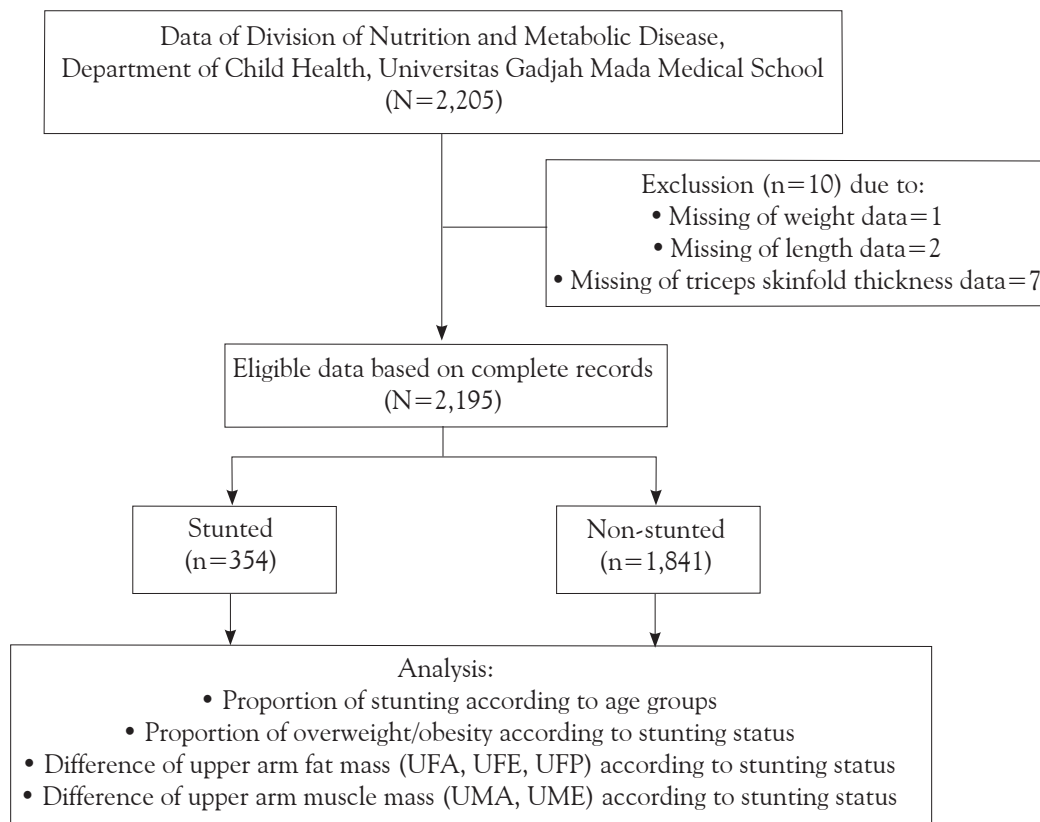 Data of Division of Nutrition and Metabolic Disease,
Department of Child Health, Universitas Gadjah Mada Medical School
(N=2,205)
Exclussion (n=10) due to:
• Missing of weight data=1
• Missing of length data=2
• Missing of triceps skinfold thickness data=7
Eligible data based on complete records
(N=2,195)
Stunted
(n=354)
Non-stunted
(n=1,841)
Analysis:
• Proportion of stunting according to age groups
• Proportion of overweight/obesity according to stunting status
• Difference of upper arm fat mass (UFA, UFE, UFP) according to stunting status
• Difference of upper arm muscle mass (UMA, UME) according to stunting status